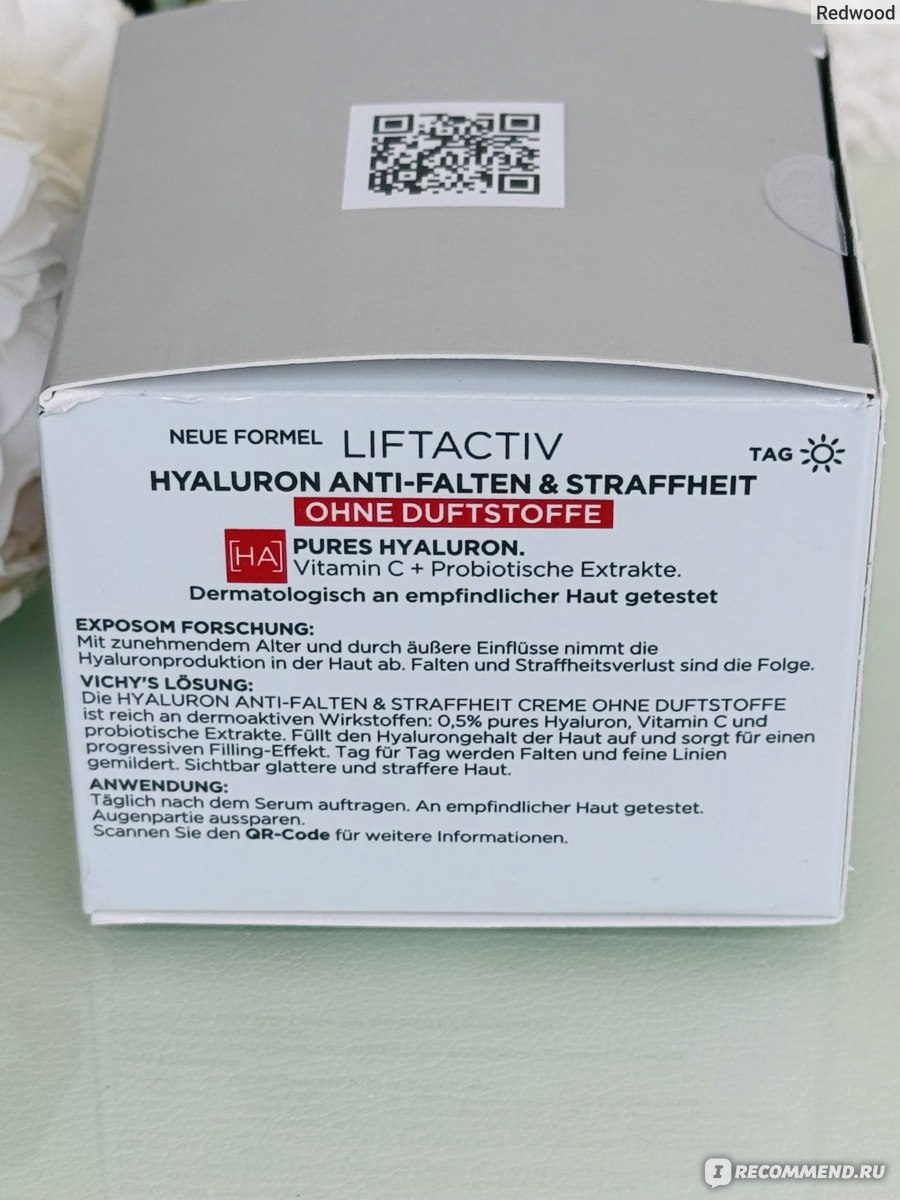 Redwood
NEUE FORMEL LIFTACTIV
TAG
HYALURON ANTI-FALTEN & STRAFFHEIT
OHNE DUFTSTOFFE
[HA] PURES HYALURON.
Vitamin C + Probiotische Extrakte.
Dermatologisch an empfindlicher Haut getestet
EXPOSOM FORSCHUNG:
Mit zunehmendem Alter und durch äußere Einflüsse nimmt die
Hyaluronproduktion in der Haut ab. Falten und Straffheitsverlust sind die Folge.
VICHY'S LÖSUNG:
Die HYALURON ANTI-FALTEN & STRAFFHEIT CREME OHNE DUFTSTOFFE
ist reich an dermoaktiven Wirkstoffen: 0,5% pures Hyaluron, Vitamin C und
probiotische Extrakte. Füllt den Hyalurongehalt der Haut auf und sorgt für einen
progressiven Filling-Effekt. Tag für Tag werden Falten und feine Linien
gemildert. Sichtbar glattere und straffere Haut.
ANWENDUNG:
Täglich nach dem Serum auftragen. An empfindlicher Haut getestet.
Augenpartie aussparen.
Scannen Sie den QR-Code für weitere Informationen.
I RECOMMEND.RU